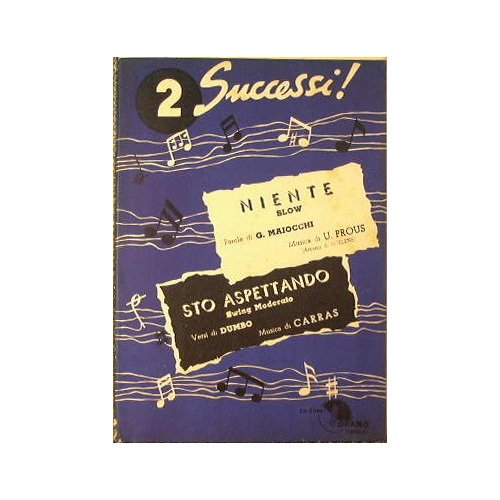 2 Successi!
NIENTE
BLOW
Parole di G. MAIOCCHI
Musica di U. PROUS
STO ASPETTANDO
Swing Moderato
Versi di DUMBO Musica di CARRAS